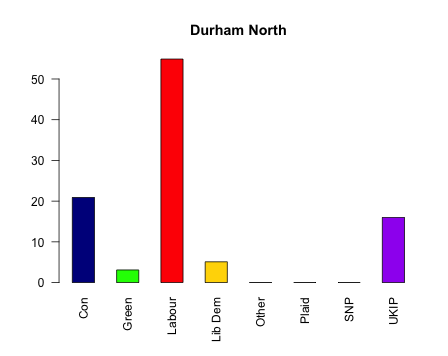 Durham North
50
40
30
20
10
0
Con
Green
Labour
Lib Dem
Other
Plaid
SNP
UKIP